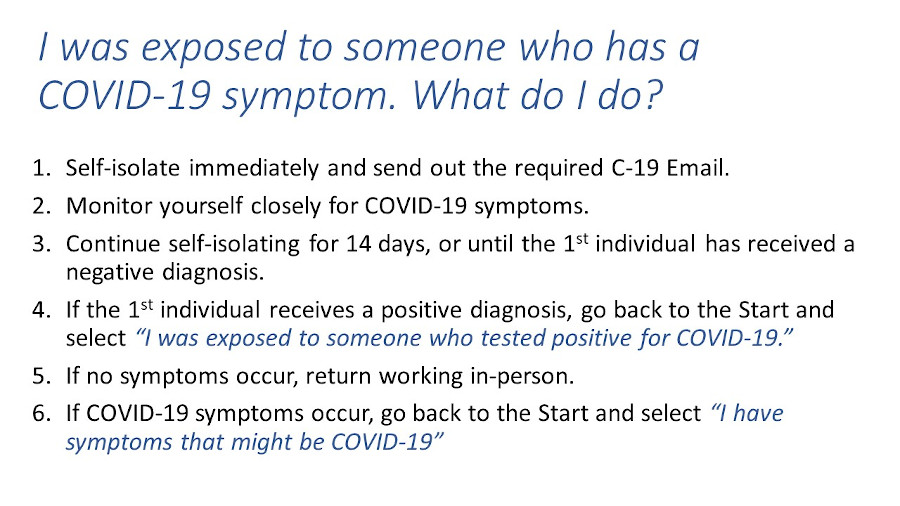 I was exposed to someone who has a
COVID-19 symptom. What do I do?
1. Self-isolate immediately and send out the required C-19 Email.
2. Monitor yourself closely for COVID-19 symptoms.
3. Continue self-isolating for 14 days, or until the 1st individual has received a
negative diagnosis.
4. If the 1st individual receives a positive diagnosis, go back to the Start and
select “I was exposed to someone who tested positive for COVID-19.”
5. If no symptoms occur, return working in-person.
6. If COVID-19 symptoms occur, go back to the Start and select “I have
symptoms that might be COVID-19”